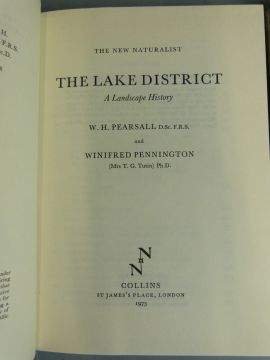 H.
F.R.S.
h.D.
THE NEW NATURALIST
THE LAKE DISTRICT
A Landscape History
W. H. PEARSALL D.Sc. F.R.S.
and
WINIFRED PENNINGTON
(Mrs T. G. Tutin) Ph.D.
N
N
COLLINS
ST JAMES'S PLACE, LONDON
1973